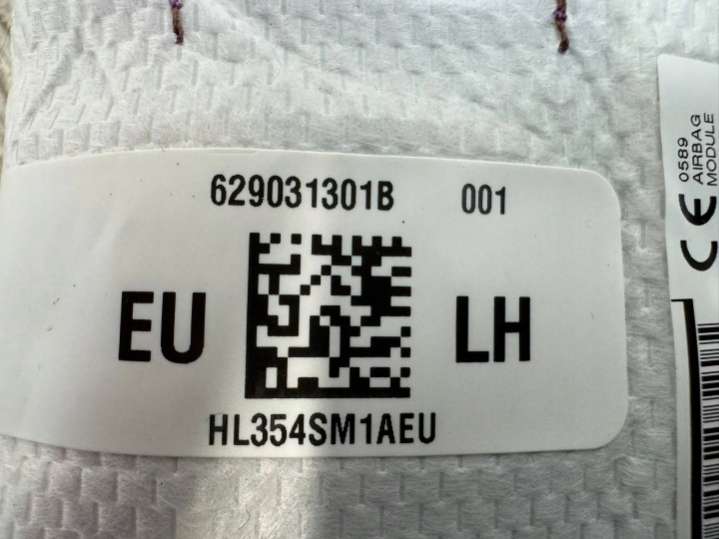 629031301B 001
EU LH
HL354SM1AEU
CE 0589
AIRBAG
MODULE